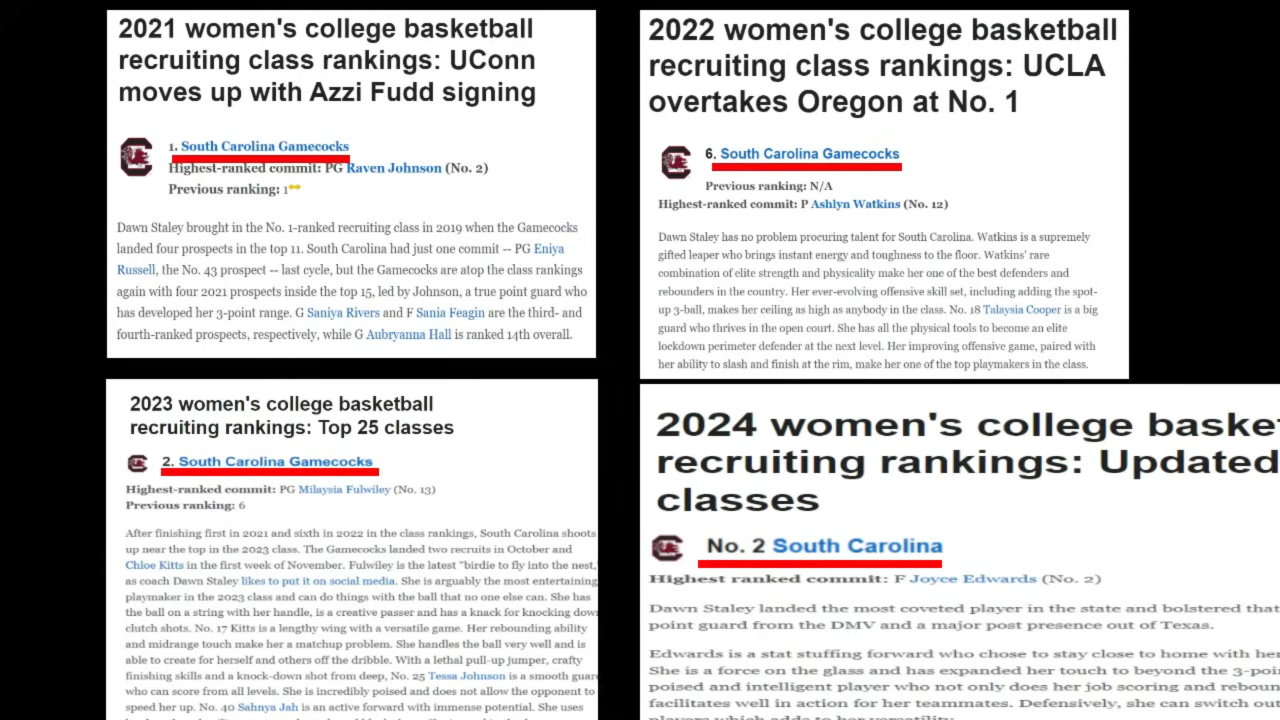 2021 women's college basketball
recruiting class rankings: UConn
moves up with Azzi Fudd signing
1. South Carolina Gamecocks
Highest-ranked commit: PG Raven Johnson (No. 2)
Previous ranking: 1
Dawn Staley brought in the No. 1-ranked recruiting class in 2019 when the Gamecocks
landed four prospects in the top 11. South Carolina had just one commit -- PG Eniya
Russell, the No. 43 prospect -- last cycle, but the Gamecocks are atop the class rankings
again with four 2021 prospects inside the top 15, led by Johnson, a true point guard who
has developed her 3-point range. G Saniya Rivers and F Sania Feagin are the third- and
fourth-ranked prospects, respectively, while G Aubryanna Hall is ranked 14th overall.
2022 women's college basketball
recruiting class rankings: UCLA
overtakes Oregon at No. 1
6. South Carolina Gamecocks
Previous ranking: N/A
Highest-ranked commit: P Ashlyn Watkins (No. 12)
Dawn Staley has no problem procuring talent for South Carolina. Watkins is a supremely
gifted leaper who brings instant energy and toughness to the floor. Watkins' rare
combination of elite strength and physicality make her one of the best defenders and
rebounders in the country. Her ever-evolving offensive skill set, including adding the spot-
up 3-ball, makes her ceiling as high as anybody in the class. No. 18 Talaysia Cooper is a big
guard who thrives in the open court. She has all the physical tools to become an elite
lockdown perimeter defender at the next level. Her improving offensive game, paired with
her ability to slash and finish at the rim, make her one of the top playmakers in the class.
2023 women's college basketball
recruiting rankings: Top 25 classes
2. South Carolina Gamecocks
Highest-ranked commit: PG Milaysia Fulwiley (No. 13)
Previous ranking: 6
After finishing first in 2021 and sixth in 2022 in the class rankings, South Carolina shoots
up near the top in the 2023 class. The Gamecocks landed two recruits in October and
Chloe Kitts in the first week of November. Fulwiley is the latest "birdie to fly into the nest,"
as coach Dawn Staley likes to put it on social media. She is arguably the most entertaining
playmaker in the 2023 class and can do things with the ball that no one else can. She has
the ball on a string with her handle, is a creative passer and has a knack for knocking down
clutch shots. No. 17 Kitts is a lengthy wing with a versatile game. Her rebounding ability
and midrange touch make her a matchup problem. She handles the ball very well and is
able to create for herself and others off the dribble. With a lethal pull-up jumper, crafty
finishing skills and a knock-down shot from deep, No. 25 Tessa Johnson is a smooth guard
who can score from all levels. She is incredibly poised and does not allow the opponent to
speed her up. No. 40 Sahnya Jah is an active forward with immense potential. She uses
2024 women's college basket
recruiting rankings: Updated
classes
No. 2 South Carolina
Highest ranked commit: F Joyce Edwards (No. 2)
Dawn Staley landed the most coveted player in the state and bolstered that
point guard from the DMV and a major post presence out of Texas.
Edwards is a stat stuffing forward who chose to stay close to home with her
She is a force on the glass and has expanded her touch to beyond the 3-poi
poised and intelligent player who not only does her job scoring and reboun
facilitates well in action for her teammates. Defensively, she can switch out
players which adds to her versatility.